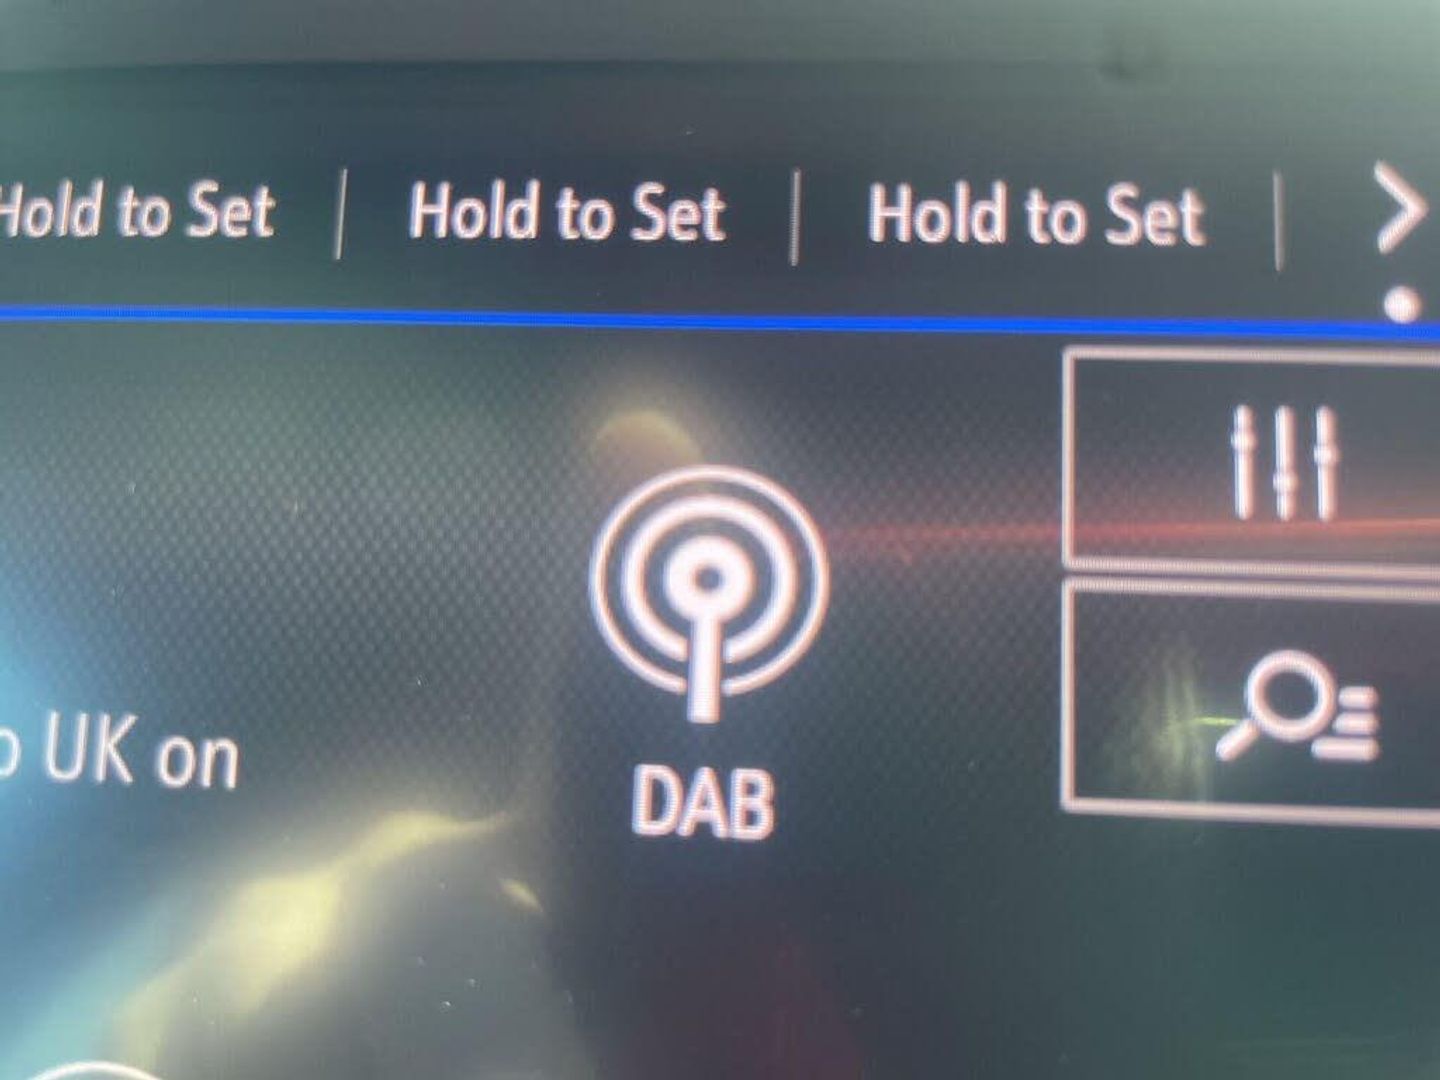 Hold to Set Hold to Set Hold to Set
UK on
DAB